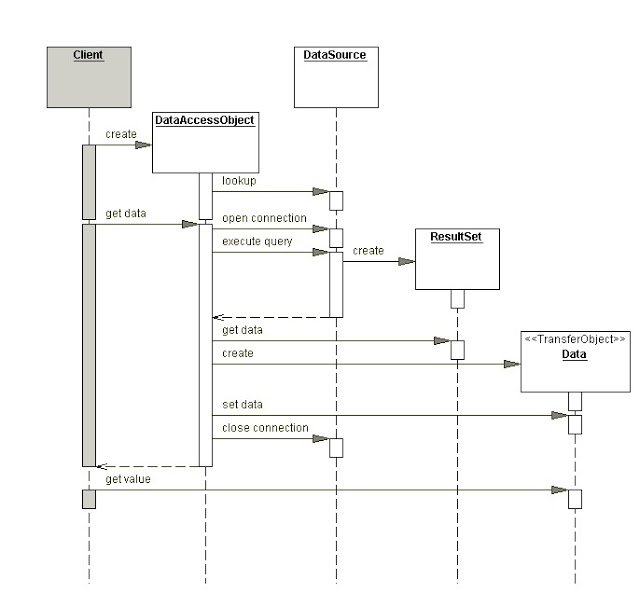 Client
DataSource
DataAccessObject
create
lookup
get data
open connection
execute query
create
ResultSet
get data
create
<<TransferObject>>
Data
set data
close connection
get value